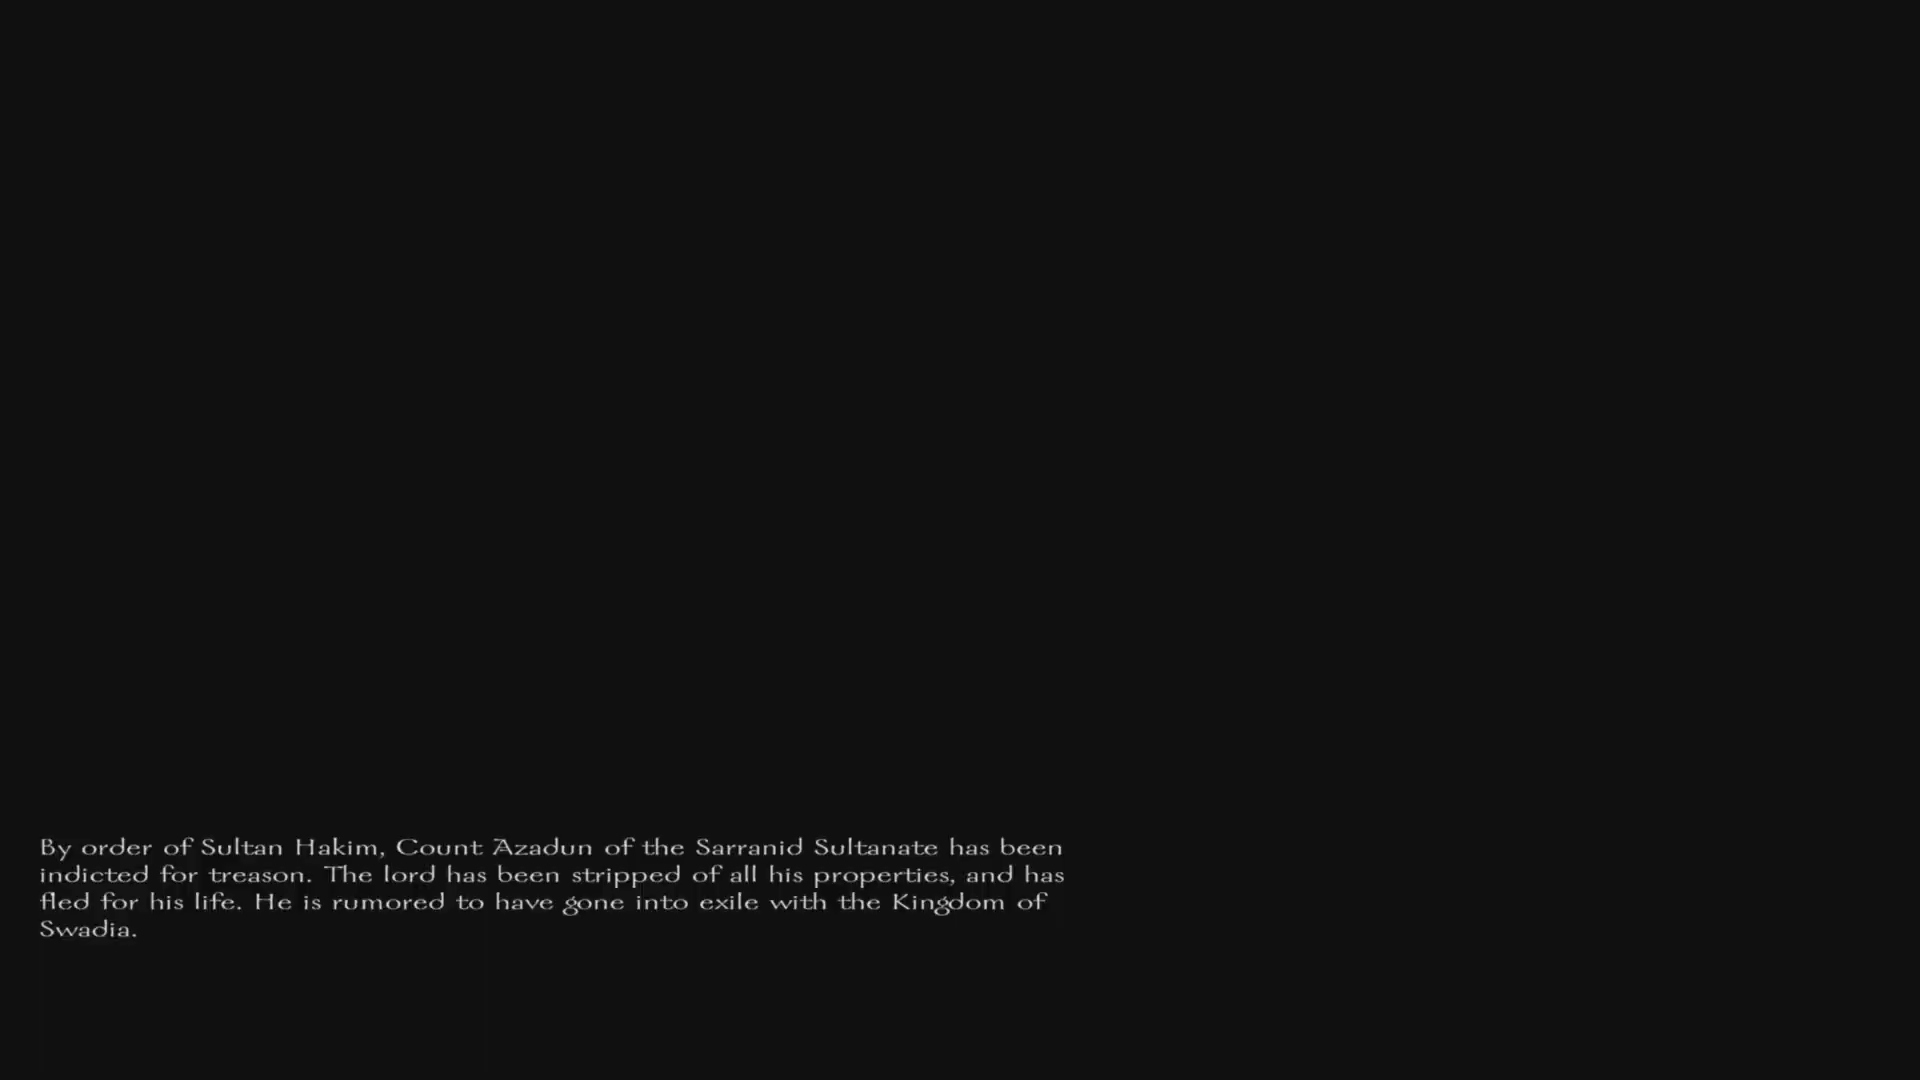 By order of Sultan Hakim, Count Azadun of the Sarranid Sultanate has been
indicted for treason. The lord has been stripped of all his properties, and has
fled for his life. He is rumored to have gone into exile with the Kingdom of
Swadia.